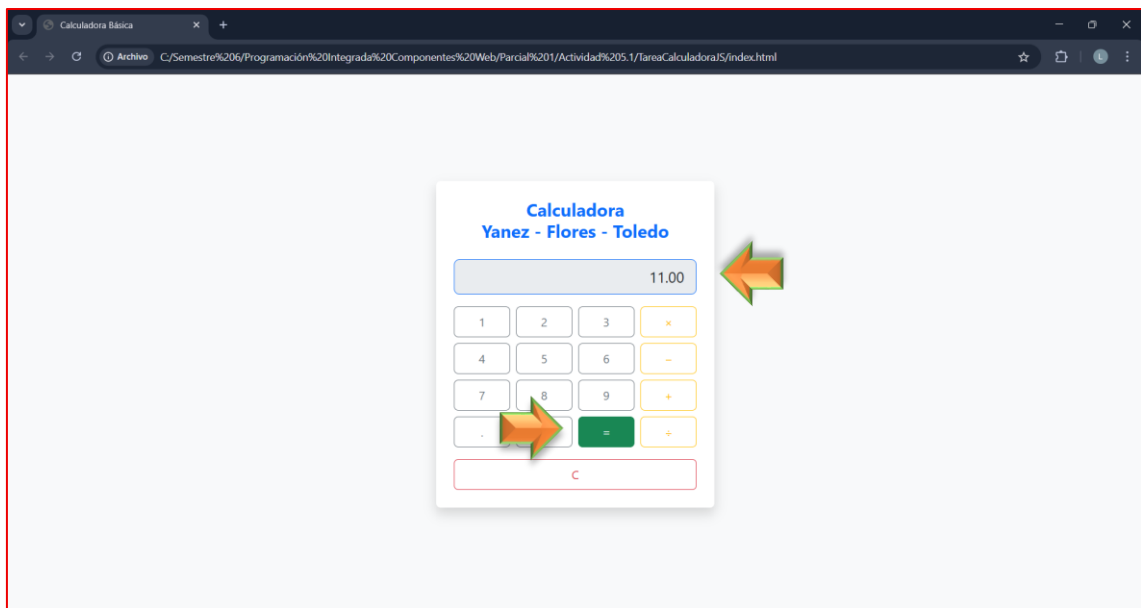 Calculadora Básica
Archivo C:/Semestre%206/Programación%20Integrada%20Componentes%20Web/Parcial%201/Actividad%205.1/TareaCalculadoraJS/index.html
L
Calculadora
Yanez - Flores - Toledo
11.00
1 2 3 ×
4 5 6 −
7 8 9 +
. = ÷
C